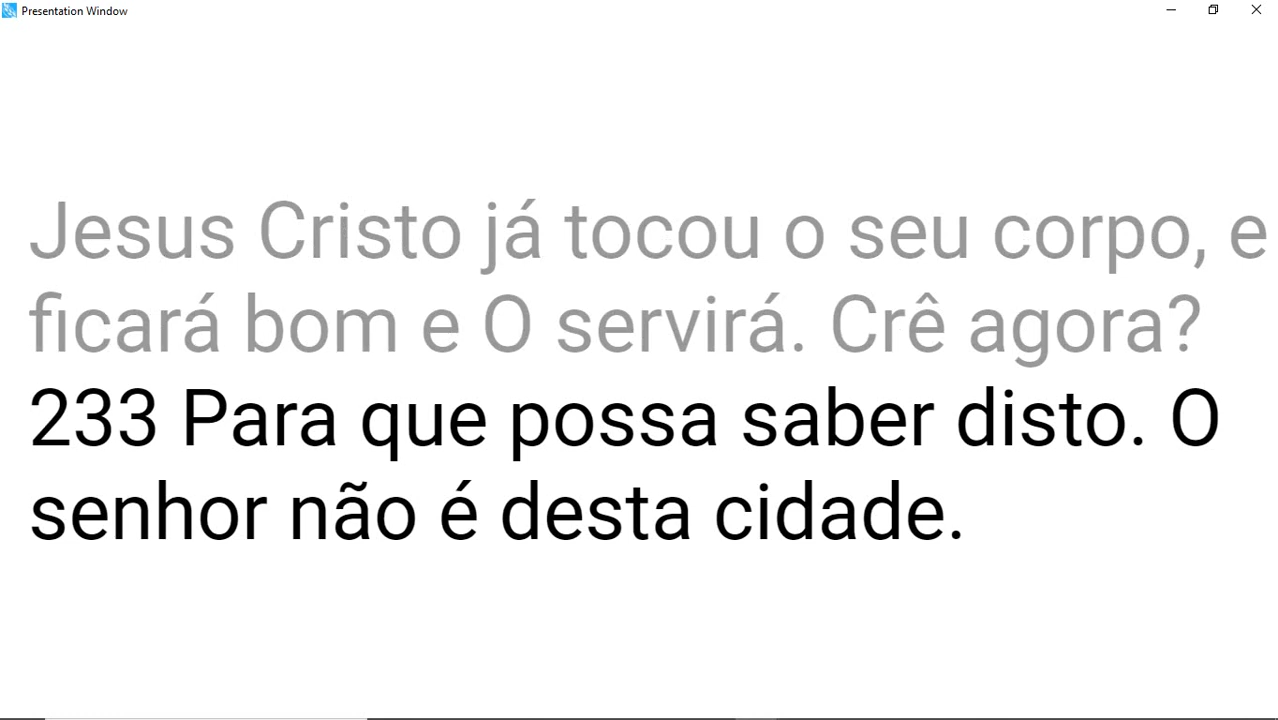 Presentation Window
Jesus Cristo já tocou o seu corpo, e
ficará bom e O servirá. Crê agora?
233 Para que possa saber disto. O
senhor não é desta cidade.